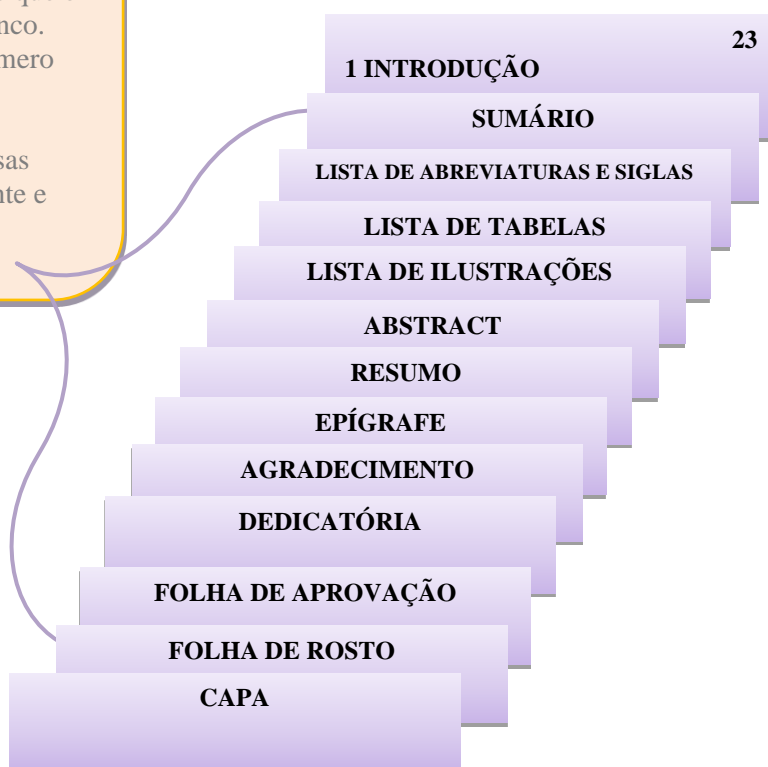 nco.
mero
sas
nte e
23
1 INTRODUÇÃO
SUMÁRIO
LISTA DE ABREVIATURAS E SIGLAS
LISTA DE TABELAS
LISTA DE ILUSTRAÇÕES
ABSTRACT
RESUMO
EPÍGRAFE
AGRADECIMENTO
DEDICATÓRIA
FOLHA DE APROVAÇÃO
FOLHA DE ROSTO
CAPA